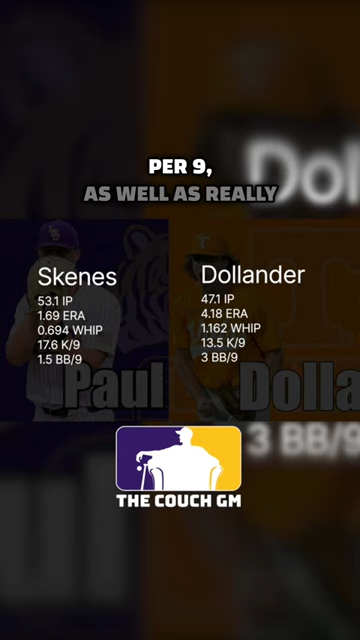 PER 9,
AS WELL AS REALLY
Dol
Skenes
53.1 IP
1.69 ERA
0.694 WHIP
17.6 K/9
1.5 BB/9
Dollander
47.1 IP
4.18 ERA
1.162 WHIP
13.5 K/9
3 BB/9
Paul
Dolla
3 BB/9
THE COUCH GM